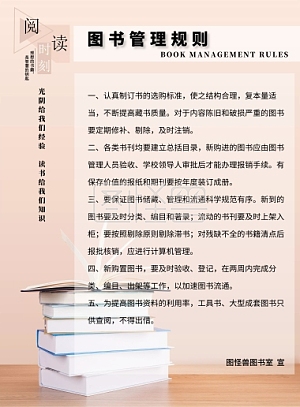 阅读
时刻
图书管理规则
BOOK MANAGEMENT RULES
光阴给我们经验 读书给我们知识
一、认真制订书的选购标准，使之结构合理，复本量适
当，不断提高藏书质量。对于内容陈旧和破损严重的图书
要定期修补、剔除，及时注销。
二、各类书刊均要建立总括目录，新购进的图书应由图书
管理人员验收、学校领导人审批后才能办理报销手续。有
保存价值的报纸和期刊要按年度装订成册。
三、要保证图书储藏、管理和流通科学规范有序。新到的
图书要及时分类、编目和著录；流动的书刊要及时上架入
柜；要按照剔除原则剔除滞书；对残缺不全的书籍清点后
报批核销，应进行计算机管理。
四、新购置图书，要及时验收、登记，在两周内完成分
类、编目、出架等工作，以加速图书流通。
五、为提高图书资料的利用率，工具书、大型成套图书只
供查阅，不得出借。
图怪兽图书室 宣